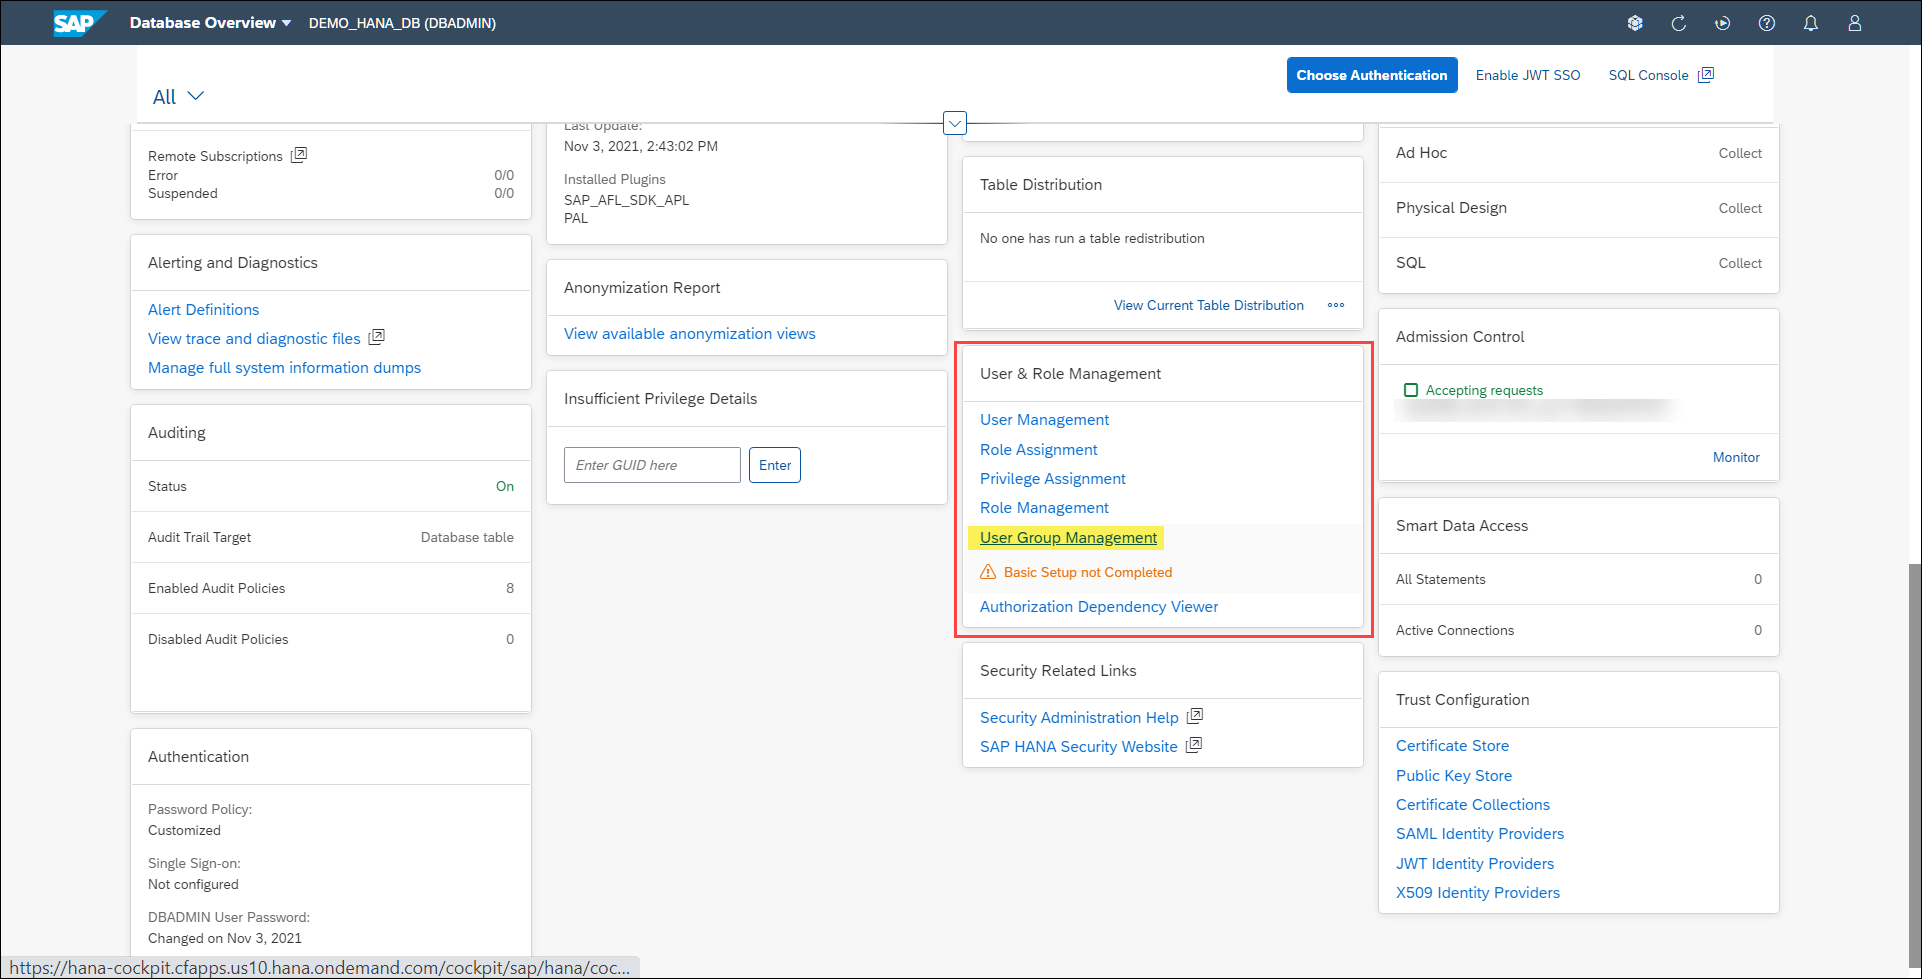 SAP
Database Overview
DEMO_HANA_DB (DBADMIN)
All
Choose Authentication
Enable JWT SSO
SQL Console
Remote Subscriptions
Error 0/0
Suspended 0/0
Alerting and Diagnostics
Alert Definitions
View trace and diagnostic files
Manage full system information dumps
Auditing
Status On
Audit Trail Target Database table
Enabled Audit Policies 8
Disabled Audit Policies 0
Authentication
Password Policy:
Customized
Single Sign-on:
Not configured
DBADMIN User Password:
Changed on Nov 3, 2021
Last Update:
Nov 3, 2021, 2:43:02 PM
Installed Plugins
SAP_AFL_SDK_APL
PAL
Anonymization Report
View available anonymization views
Insufficient Privilege Details
Enter GUID here
Enter
Table Distribution
No one has run a table redistribution
View Current Table Distribution
User & Role Management
User Management
Role Assignment
Privilege Assignment
Role Management
User Group Management
Basic Setup not Completed
Authorization Dependency Viewer
Security Related Links
Security Administration Help
SAP HANA Security Website
Ad Hoc Collect
Physical Design Collect
SQL Collect
Admission Control
Accepting requests
Monitor
Smart Data Access
All Statements 0
Active Connections 0
Trust Configuration
Certificate Store
Public Key Store
Certificate Collections
SAML Identity Providers
JWT Identity Providers
X509 Identity Providers
https://hana-cockpit.cfapps.us10.hana.ondemand.com/cockpit/sap/hana/coc...